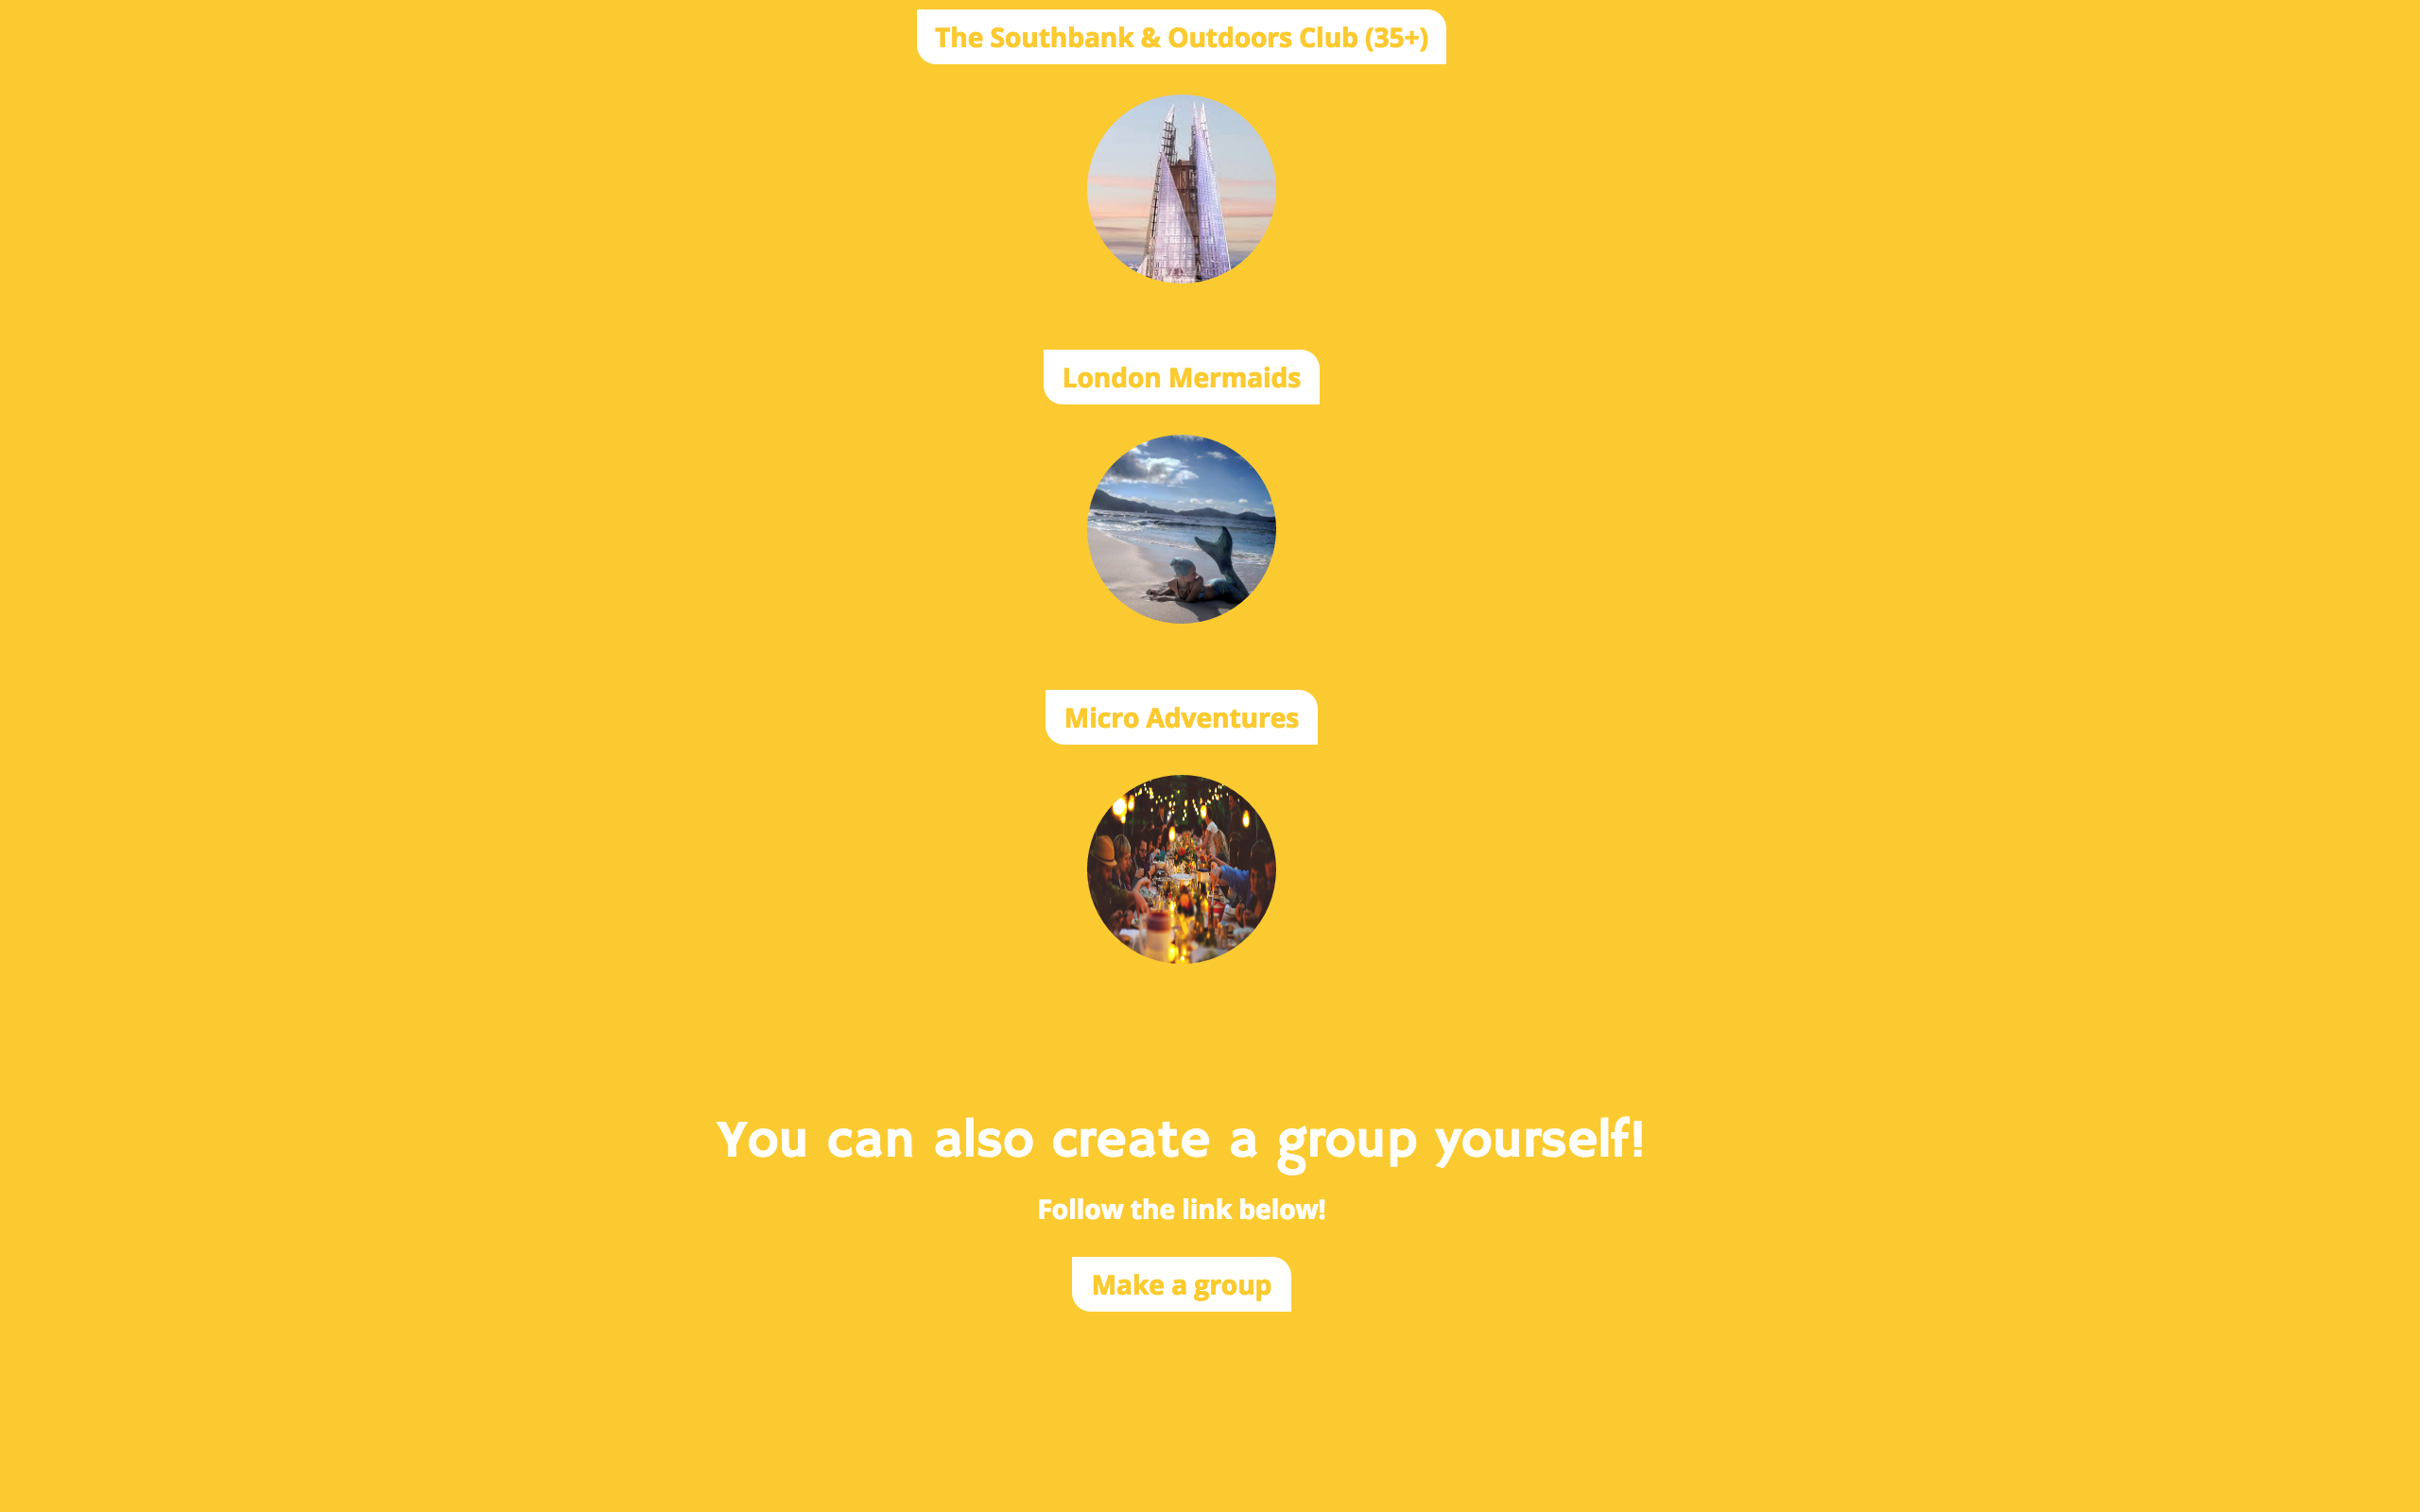 The Southbank & Outdoors Club (35+)
London Mermaids
Micro Adventures
You can also create a group yourself!
Follow the link below!
Make a group